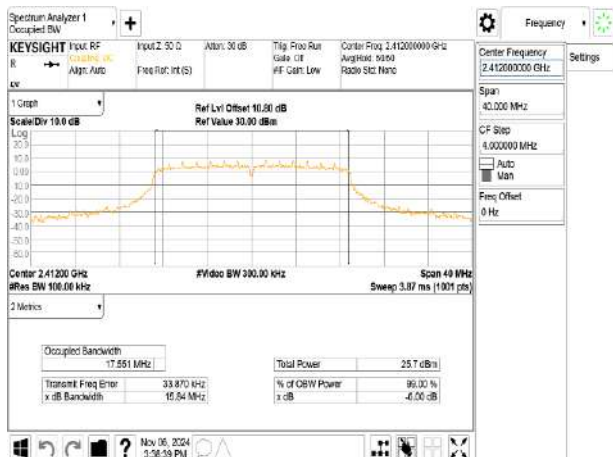 Spectrum Analyzer 1
Occupied BW
Frequency
KEYSIGHT
R
Input: RF
Coupling: DC
Align: Auto
Input Z: 50 Ω
Freq Ref: Int (S)
Atten: 30 dB
Trig: Free Run
Gate: Off
#IF Gain: Low
Center Freq: 2.412000000 GHz
Avg|Hold: 50/50
Radio Std: None
Center Frequency
2.412000000 GHz
Settings
Span
40.000 MHz
CF Step
4.000000 MHz
Auto
Man
Freq Offset
0 Hz
1 Graph
Scale/Div 10.0 dB
Log
Ref Lvl Offset 10.80 dB
Ref Value 30.00 dBm
20.0
10.0
0.00
-10.0
-20.0
-30.0
-40.0
-50.0
-60.0
Center 2.41200 GHz
#Res BW 100.00 kHz
#Video BW 300.00 kHz
Span 40 MHz
Sweep 3.87 ms (1001 pts)
2 Metrics
Occupied Bandwidth
17.551 MHz
Total Power 25.7 dBm
Transmit Freq Error 33.870 kHz
x dB Bandwidth 15.84 MHz
% of OBW Power 99.00 %
x dB -6.00 dB
?
Nov 06, 2024
3:38:39 PM